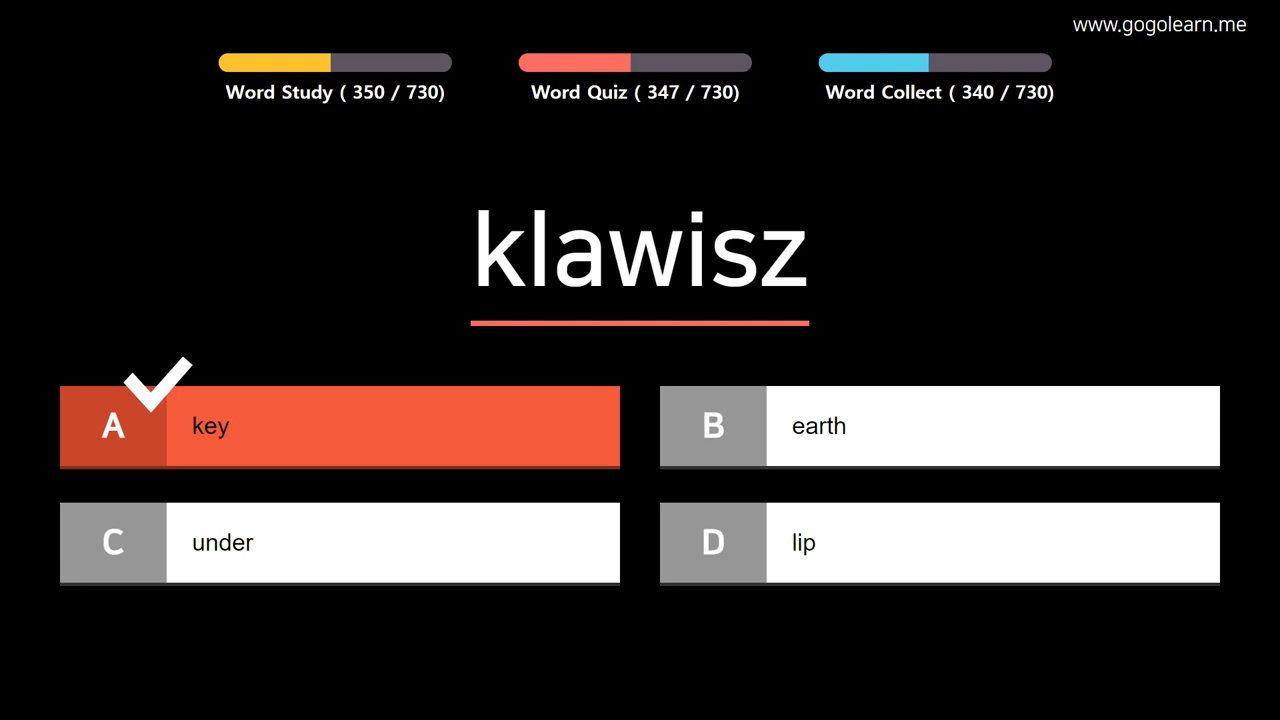 www.gogolearn.me
Word Study ( 350 / 730)
Word Quiz ( 347 / 730)
Word Collect ( 340 / 730)
klawisz
A key
B earth
C under
D lip